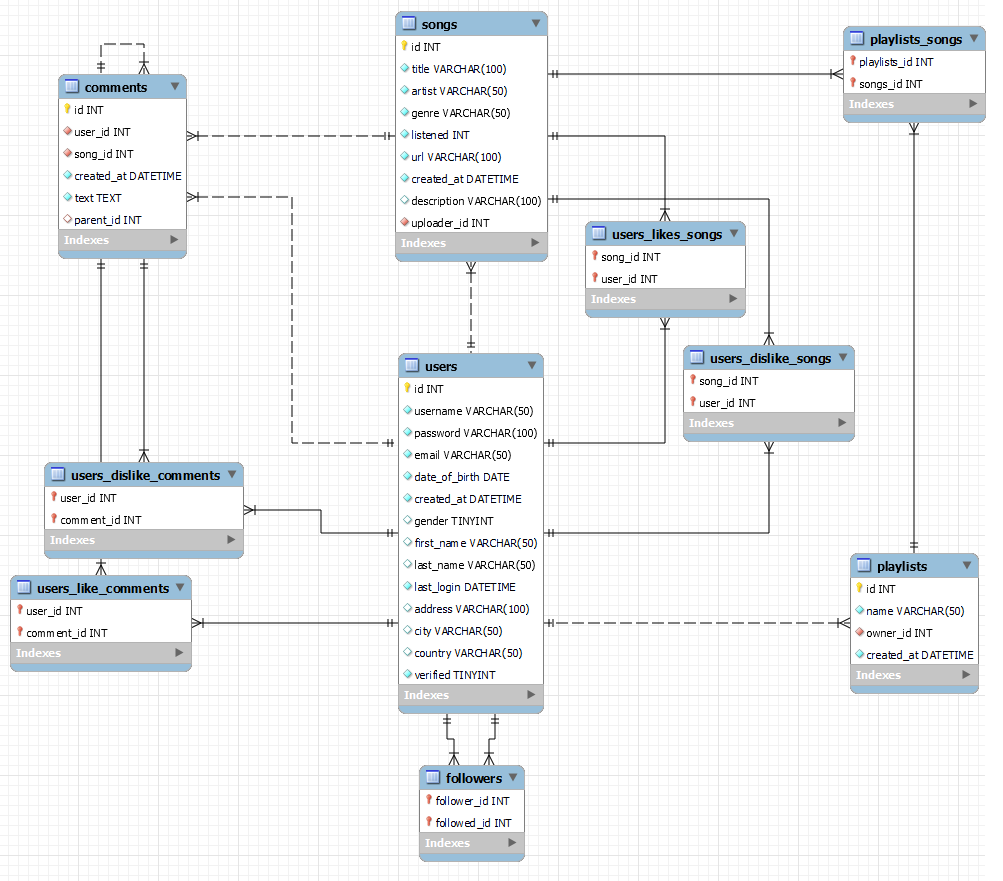 songs
id INT
title VARCHAR(100)
artist VARCHAR(50)
genre VARCHAR(50)
listened INT
url VARCHAR(100)
created_at DATETIME
description VARCHAR(100)
uploader_id INT
Indexes
playlists_songs
playlists_id INT
songs_id INT
Indexes
comments
id INT
user_id INT
song_id INT
created_at DATETIME
text TEXT
parent_id INT
Indexes
users_likes_songs
song_id INT
user_id INT
Indexes
users_dislike_songs
song_id INT
user_id INT
Indexes
users
id INT
username VARCHAR(50)
password VARCHAR(100)
email VARCHAR(50)
date_of_birth DATE
created_at DATETIME
gender TINYINT
first_name VARCHAR(50)
last_name VARCHAR(50)
last_login DATETIME
address VARCHAR(100)
city VARCHAR(50)
country VARCHAR(50)
verified TINYINT
Indexes
users_dislike_comments
user_id INT
comment_id INT
Indexes
users_like_comments
user_id INT
comment_id INT
Indexes
playlists
id INT
name VARCHAR(50)
owner_id INT
created_at DATETIME
Indexes
followers
follower_id INT
followed_id INT
Indexes